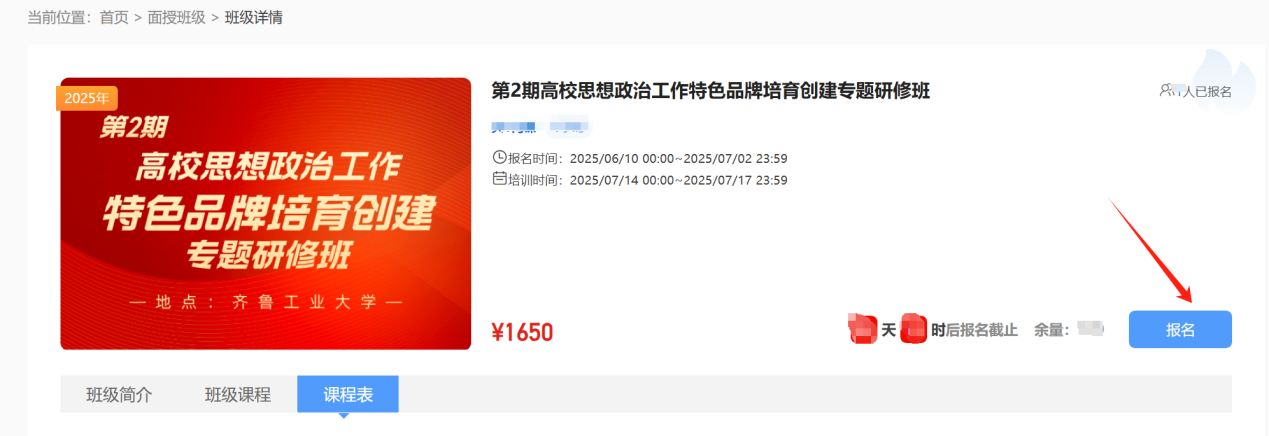 当前位置：首页 > 面授班级 > 班级详情
2025年
第2期
高校思想政治工作
特色品牌培育创建
专题研修班
— 地点：齐鲁工业大学 —
第2期高校思想政治工作特色品牌培育创建专题研修班
人已报名
报名时间：2025/06/10 00:00~2025/07/02 23:59
培训时间：2025/07/14 00:00~2025/07/17 23:59
¥1650
天 时后报名截止 余量：
报名
班级简介 班级课程 课程表